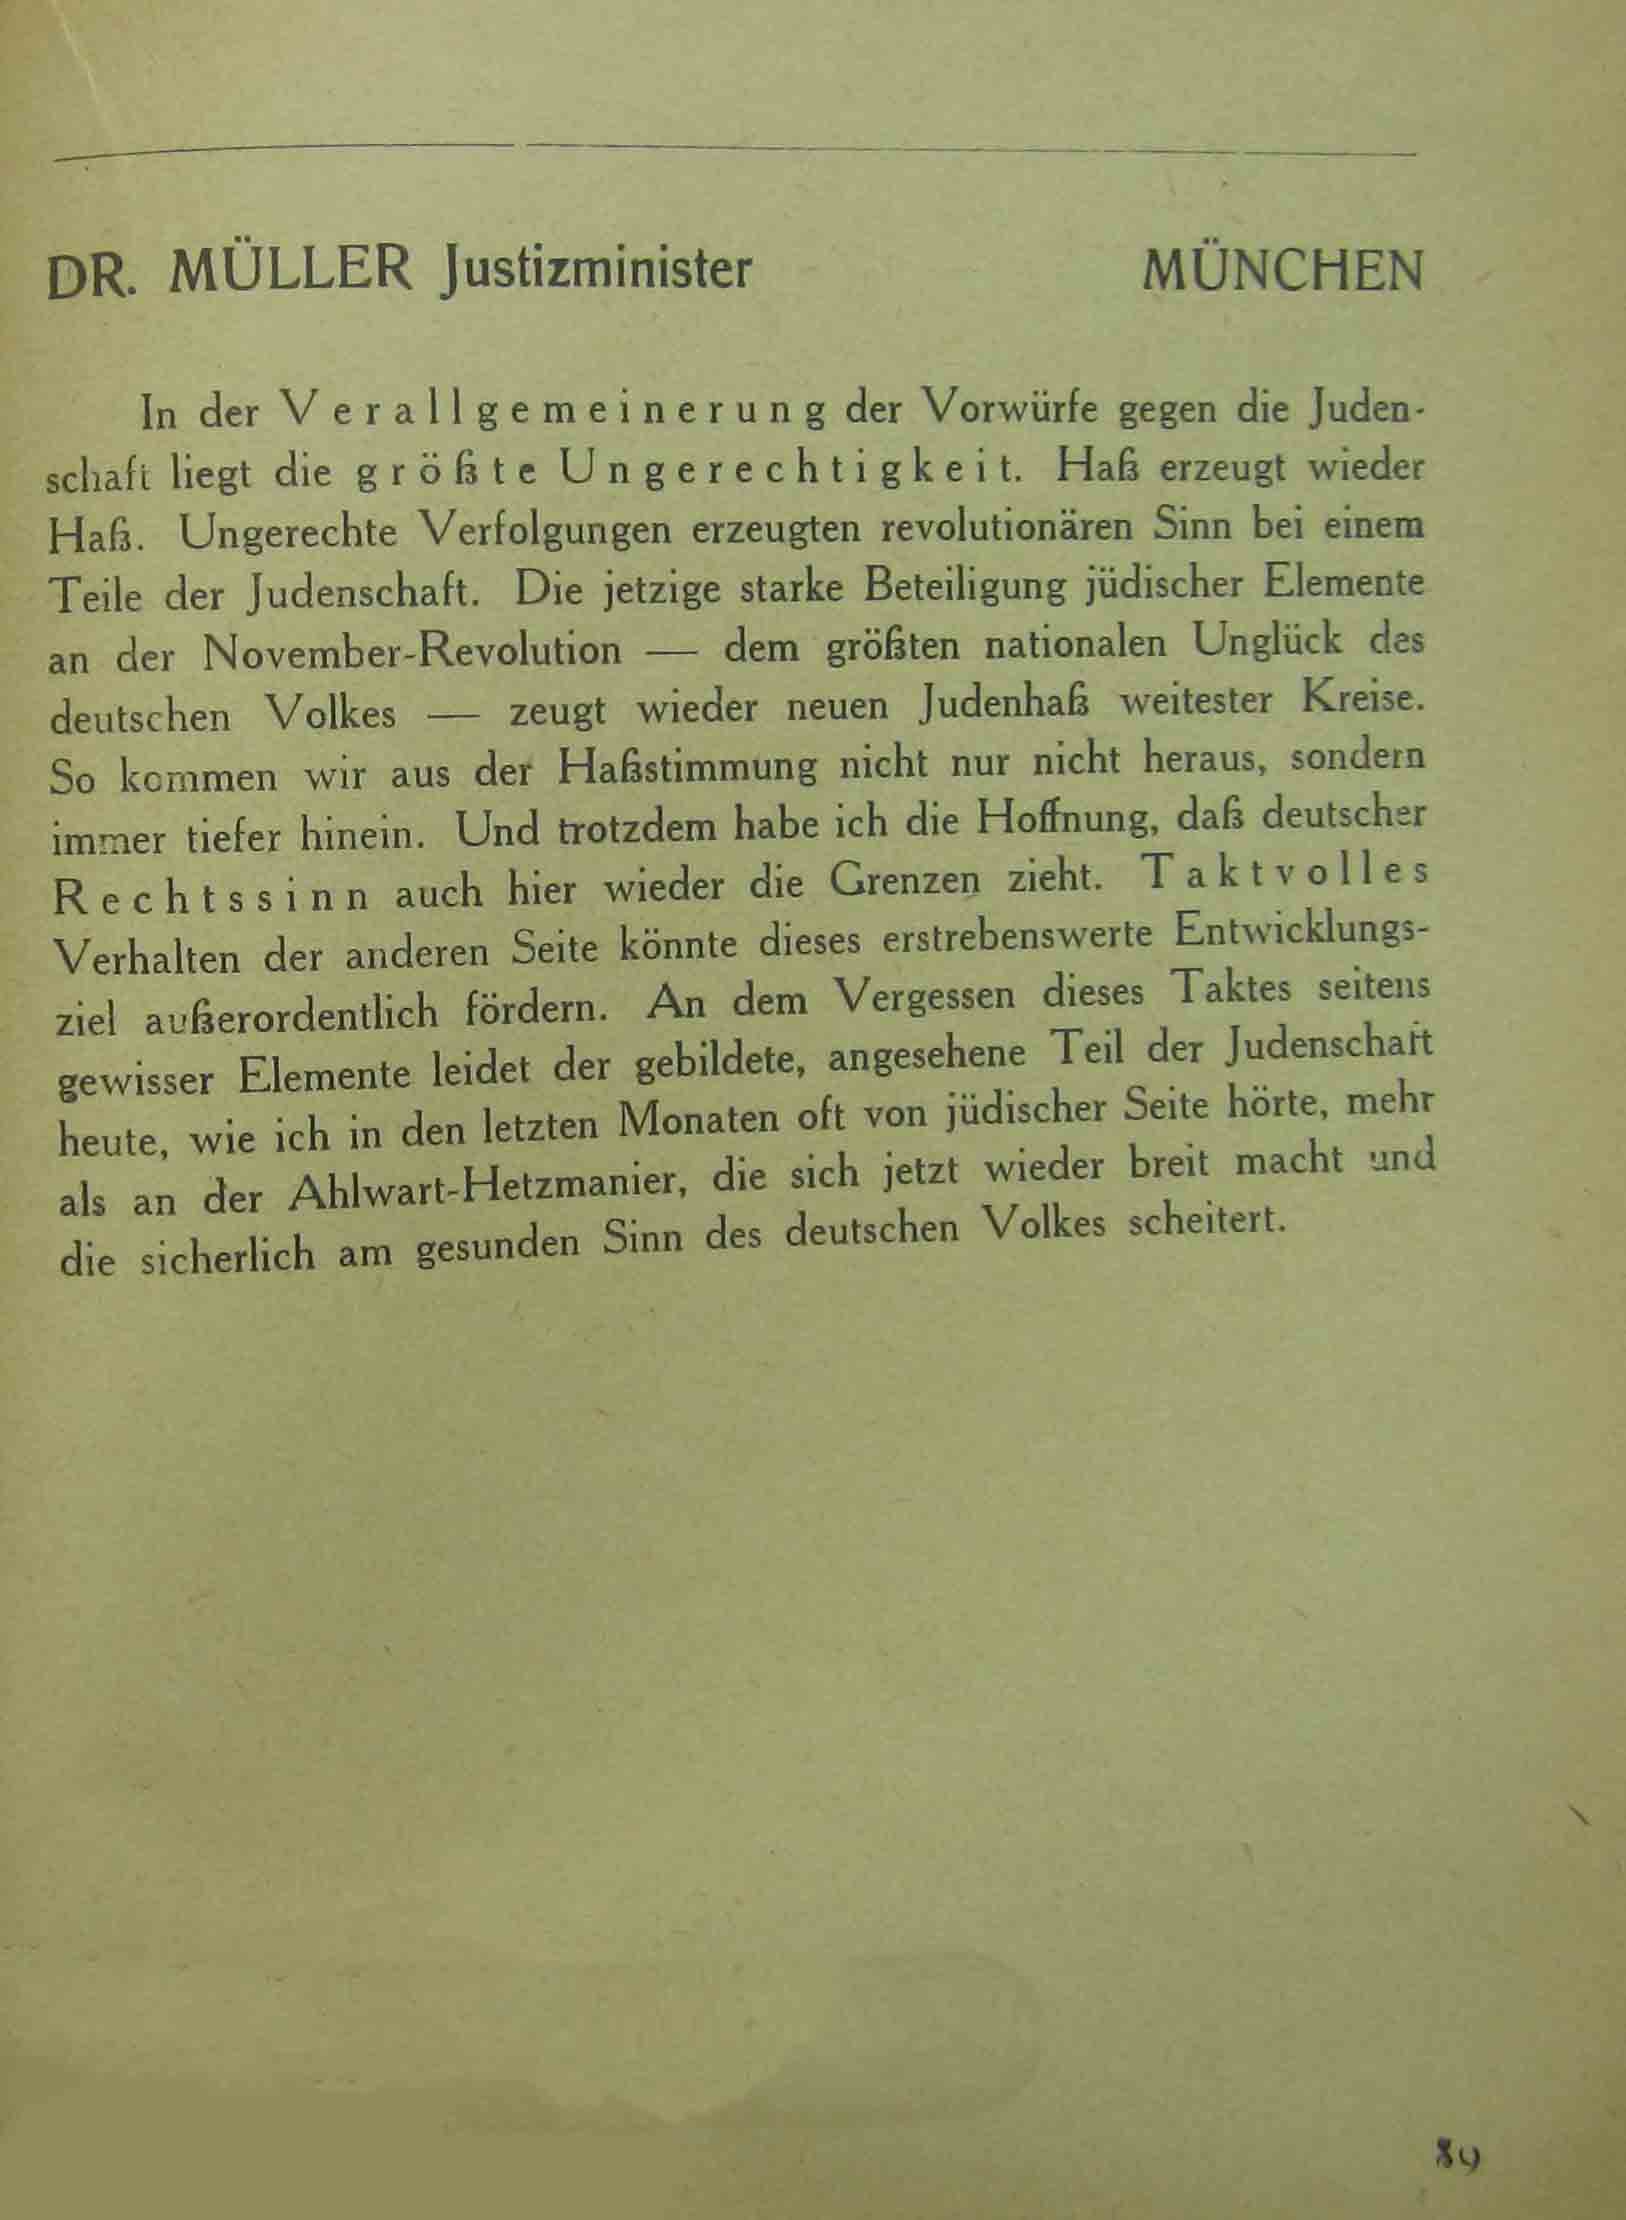 DR. MÜLLER Justizminister MÜNCHEN
In der Verallgemeinerung der Vorwürfe gegen die Juden-
schaft liegt die größte Ungerechtigkeit. Haß erzeugt wieder
Haß. Ungerechte Verfolgungen erzeugten revolutionären Sinn bei einem
Teile der Judenschaft. Die jetzige starke Beteiligung jüdischer Elemente
an der November-Revolution — dem größten nationalen Unglück des
deutschen Volkes — zeugt wieder neuen Judenhaß weitester Kreise.
So kommen wir aus der Haßstimmung nicht nur nicht heraus, sondern
immer tiefer hinein. Und trotzdem habe ich die Hoffnung, daß deutscher
Rechtssinn auch hier wieder die Grenzen zieht. Taktvolles
Verhalten der anderen Seite könnte dieses erstrebenswerte Entwicklungs-
ziel außerordentlich fördern. An dem Vergessen dieses Taktes seitens
gewisser Elemente leidet der gebildete, angesehene Teil der Judenschaft
heute, wie ich in den letzten Monaten oft von jüdischer Seite hörte, mehr
als an der Ahlwart-Hetzmanier, die sich jetzt wieder breit macht und
die sicherlich am gesunden Sinn des deutschen Volkes scheitert.
89